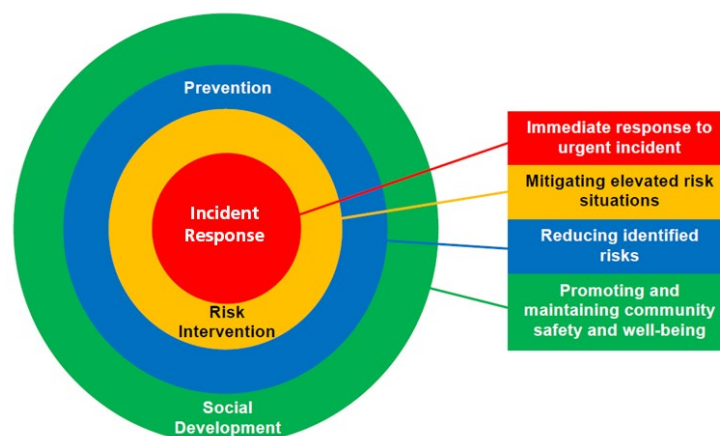 Prevention
Incident
Response
Risk
Intervention
Social
Development
Immediate response to
urgent incident
Mitigating elevated risk
situations
Reducing identified
risks
Promoting and
maintaining community
safety and well-being